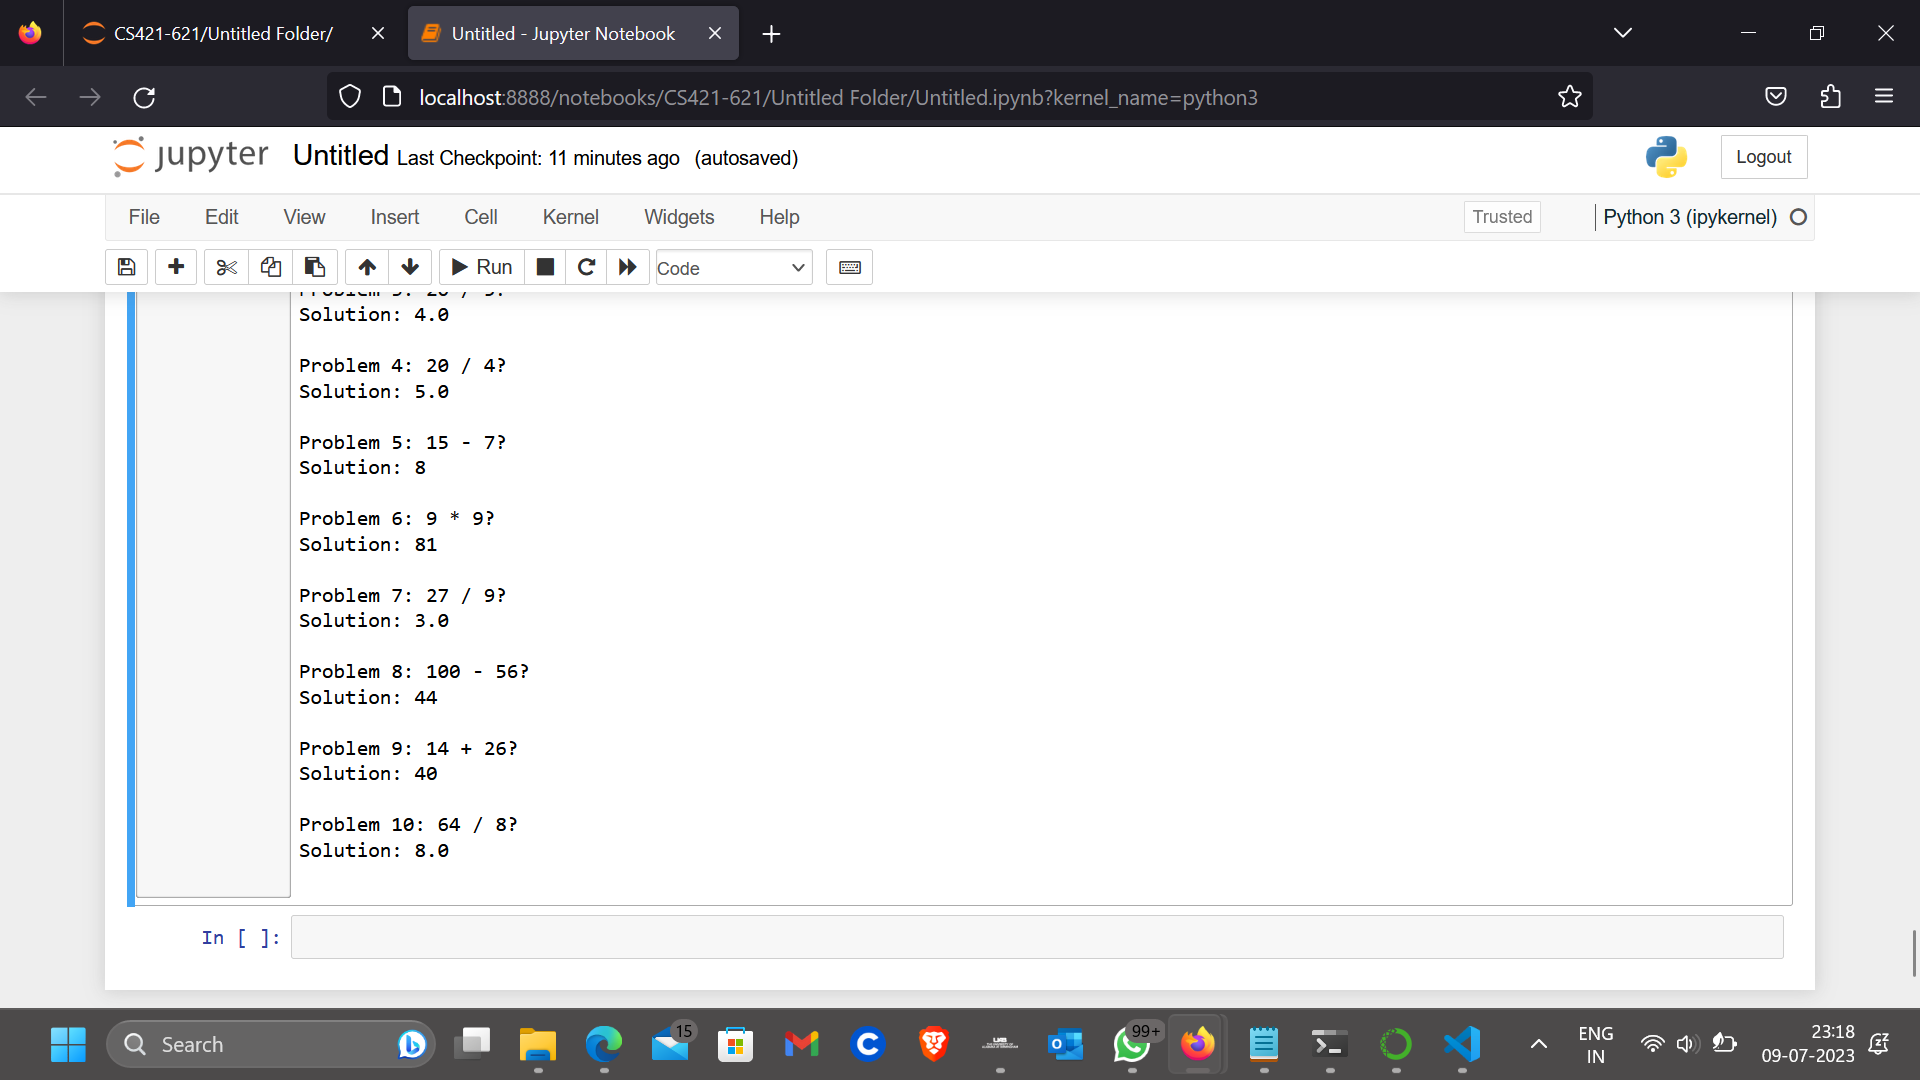 CS421-621/Untitled Folder/
Untitled - Jupyter Notebook
localhost:8888/notebooks/CS421-621/Untitled Folder/Untitled.ipynb?kernel_name=python3
jupyter Untitled Last Checkpoint: 11 minutes ago (autosaved)
Logout
File Edit View Insert Cell Kernel Widgets Help
Trusted
Python 3 (ipykernel)
Run
Code
Solution: 4.0
Problem 4: 20 / 4?
Solution: 5.0
Problem 5: 15 - 7?
Solution: 8
Problem 6: 9 * 9?
Solution: 81
Problem 7: 27 / 9?
Solution: 3.0
Problem 8: 100 - 56?
Solution: 44
Problem 9: 14 + 26?
Solution: 40
Problem 10: 64 / 8?
Solution: 8.0
In [ ]:
Search
15
99+
ENG
IN
23:18
09-07-2023